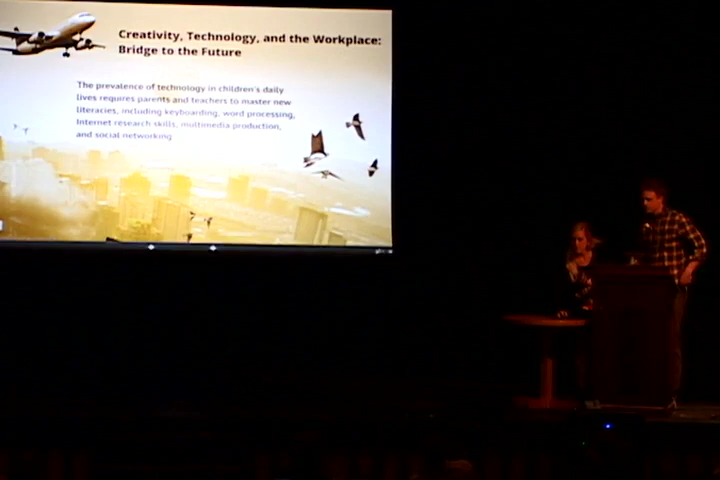 Creativity, Technology, and the Workplace:
Bridge to the Future
The prevalence of technology in children's daily
lives requires parents and teachers to master new
literacies, including keyboarding, word processing,
Internet research skills, multimedia production,
and social networking